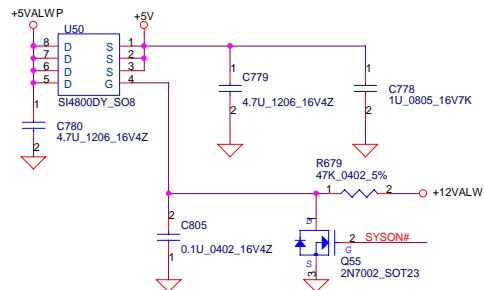 +5VALWP
+5V
U50
8 D S 1
7 D S 2
6 D S 3
5 D G 4
SI4800DY_SO8
1
C780
4.7U_1206_16V4Z
2
1
C779
4.7U_1206_16V4Z
2
1
C778
1U_0805_16V7K
2
R679
47K_0402_5%
1 2
+12VALW
2
C805
0.1U_0402_16V4Z
1
D 1
2 SYSON#
G
S 3
Q55
2N7002_SOT23